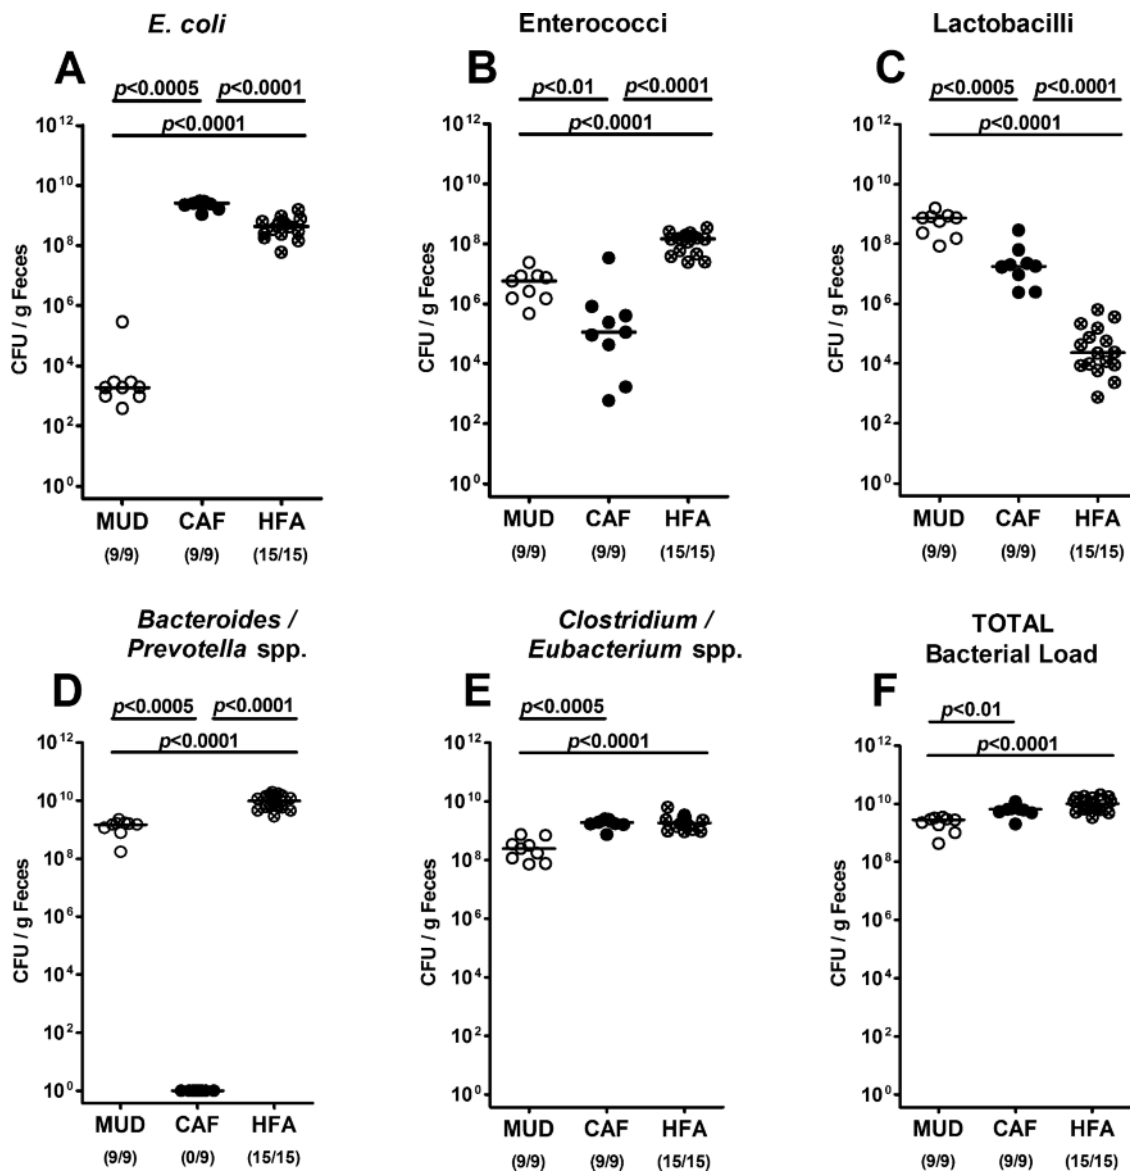 E. coli
Enterococci
Lactobacilli
A
B
C
p<0.0005 p<0.0001
p<0.0001
p<0.01 p<0.0001
p<0.0001
p<0.0005 p<0.0001
p<0.0001
CFU / g Feces
10^12
10^10
10^8
10^6
10^4
10^2
10^0
MUD CAF HFA
(9/9) (9/9) (15/15)
CFU / g Feces
10^12
10^10
10^8
10^6
10^4
10^2
10^0
MUD CAF HFA
(9/9) (9/9) (15/15)
CFU / g Feces
10^12
10^10
10^8
10^6
10^4
10^2
10^0
MUD CAF HFA
(9/9) (9/9) (15/15)
Bacteroides /
Prevotella spp.
Clostridium /
Eubacterium spp.
TOTAL
Bacterial Load
D
E
F
p<0.0005 p<0.0001
p<0.0001
p<0.0005
p<0.0001
p<0.01
p<0.0001
CFU / g Feces
10^12
10^10
10^8
10^6
10^4
10^2
10^0
MUD CAF HFA
(9/9) (0/9) (15/15)
CFU / g Feces
10^12
10^10
10^8
10^6
10^4
10^2
10^0
MUD CAF HFA
(9/9) (9/9) (15/15)
CFU / g Feces
10^12
10^10
10^8
10^6
10^4
10^2
10^0
MUD CAF HFA
(9/9) (9/9) (15/15)